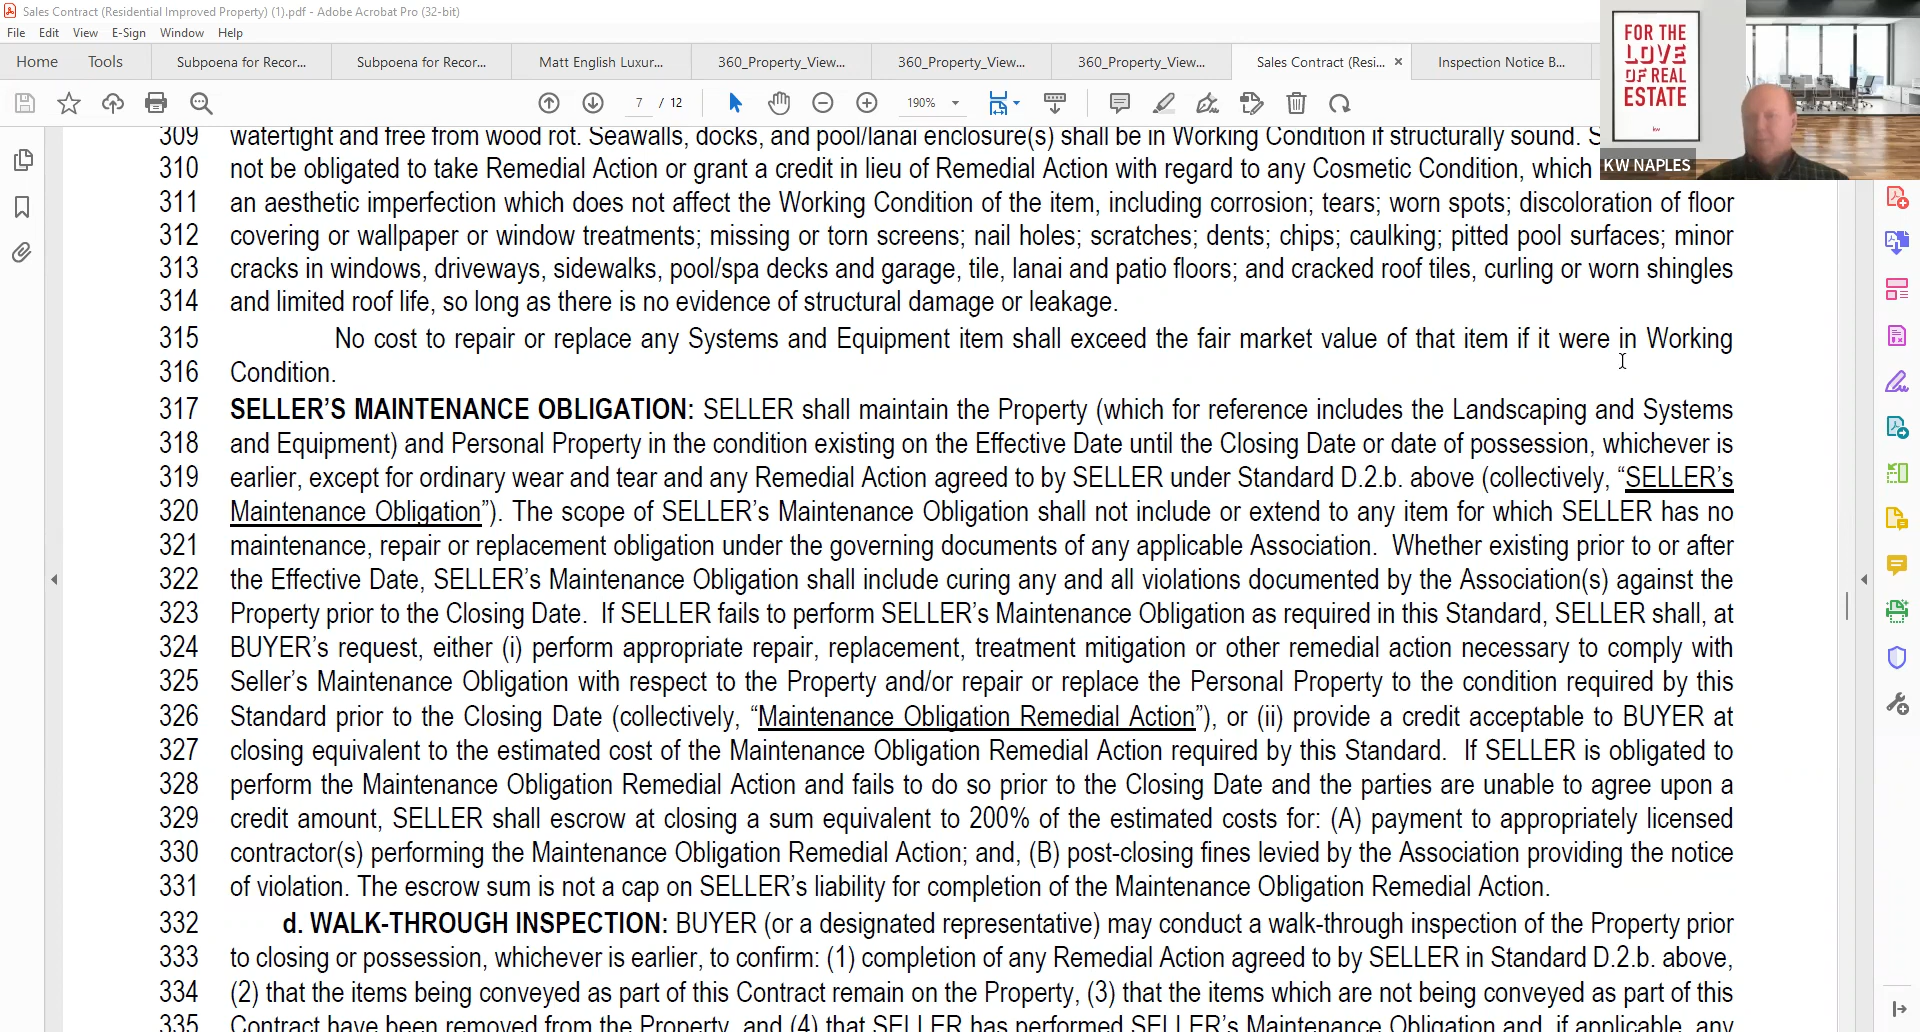 Sales Contract (Residential Improved Property) (1).pdf - Adobe Acrobat Pro (32-bit)
File Edit View E-Sign Window Help
Home Tools Subpoena for Recor... Subpoena for Recor... Matt English Luxur... 360_Property_View... 360_Property_View... 360_Property_View... Sales Contract (Resi... × Inspection Notice B...
7 / 12 190%
FOR THE
LOVE
OF REAL
ESTATE
kw
KW NAPLES
309 watertight and free from wood rot. Seawalls, docks, and pool/lanai enclosure(s) shall be in Working Condition if structurally sound.
310 not be obligated to take Remedial Action or grant a credit in lieu of Remedial Action with regard to any Cosmetic Condition, which
311 an aesthetic imperfection which does not affect the Working Condition of the item, including corrosion; tears; worn spots; discoloration of floor
312 covering or wallpaper or window treatments; missing or torn screens; nail holes; scratches; dents; chips; caulking; pitted pool surfaces; minor
313 cracks in windows, driveways, sidewalks, pool/spa decks and garage, tile, lanai and patio floors; and cracked roof tiles, curling or worn shingles
314 and limited roof life, so long as there is no evidence of structural damage or leakage.
315 No cost to repair or replace any Systems and Equipment item shall exceed the fair market value of that item if it were in Working
316 Condition.
317 SELLER'S MAINTENANCE OBLIGATION: SELLER shall maintain the Property (which for reference includes the Landscaping and Systems
318 and Equipment) and Personal Property in the condition existing on the Effective Date until the Closing Date or date of possession, whichever is
319 earlier, except for ordinary wear and tear and any Remedial Action agreed to by SELLER under Standard D.2.b. above (collectively, “SELLER’s
320 Maintenance Obligation”). The scope of SELLER’s Maintenance Obligation shall not include or extend to any item for which SELLER has no
321 maintenance, repair or replacement obligation under the governing documents of any applicable Association. Whether existing prior to or after
322 the Effective Date, SELLER’s Maintenance Obligation shall include curing any and all violations documented by the Association(s) against the
323 Property prior to the Closing Date. If SELLER fails to perform SELLER’s Maintenance Obligation as required in this Standard, SELLER shall, at
324 BUYER’s request, either (i) perform appropriate repair, replacement, treatment mitigation or other remedial action necessary to comply with
325 Seller’s Maintenance Obligation with respect to the Property and/or repair or replace the Personal Property to the condition required by this
326 Standard prior to the Closing Date (collectively, “Maintenance Obligation Remedial Action”), or (ii) provide a credit acceptable to BUYER at
327 closing equivalent to the estimated cost of the Maintenance Obligation Remedial Action required by this Standard. If SELLER is obligated to
328 perform the Maintenance Obligation Remedial Action and fails to do so prior to the Closing Date and the parties are unable to agree upon a
329 credit amount, SELLER shall escrow at closing a sum equivalent to 200% of the estimated costs for: (A) payment to appropriately licensed
330 contractor(s) performing the Maintenance Obligation Remedial Action; and, (B) post-closing fines levied by the Association providing the notice
331 of violation. The escrow sum is not a cap on SELLER’s liability for completion of the Maintenance Obligation Remedial Action.
332 d. WALK-THROUGH INSPECTION: BUYER (or a designated representative) may conduct a walk-through inspection of the Property prior
333 to closing or possession, whichever is earlier, to confirm: (1) completion of any Remedial Action agreed to by SELLER in Standard D.2.b. above,
334 (2) that the items being conveyed as part of this Contract remain on the Property, (3) that the items which are not being conveyed as part of this
335 Contract have been removed from the Property, and (4) that SELLER has performed SELLER’s Maintenance Obligation and, if applicable, any